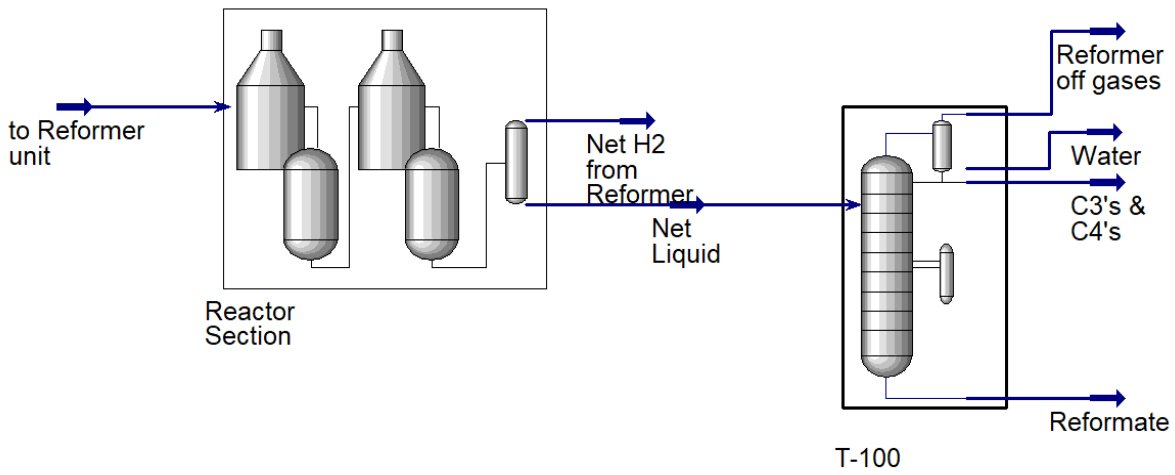 to Reformer
unit
Reactor
Section
Net H2
from
Reformer
Net
Liquid
Reformer
off gases
Water
C3's &
C4's
Reformate
T-100